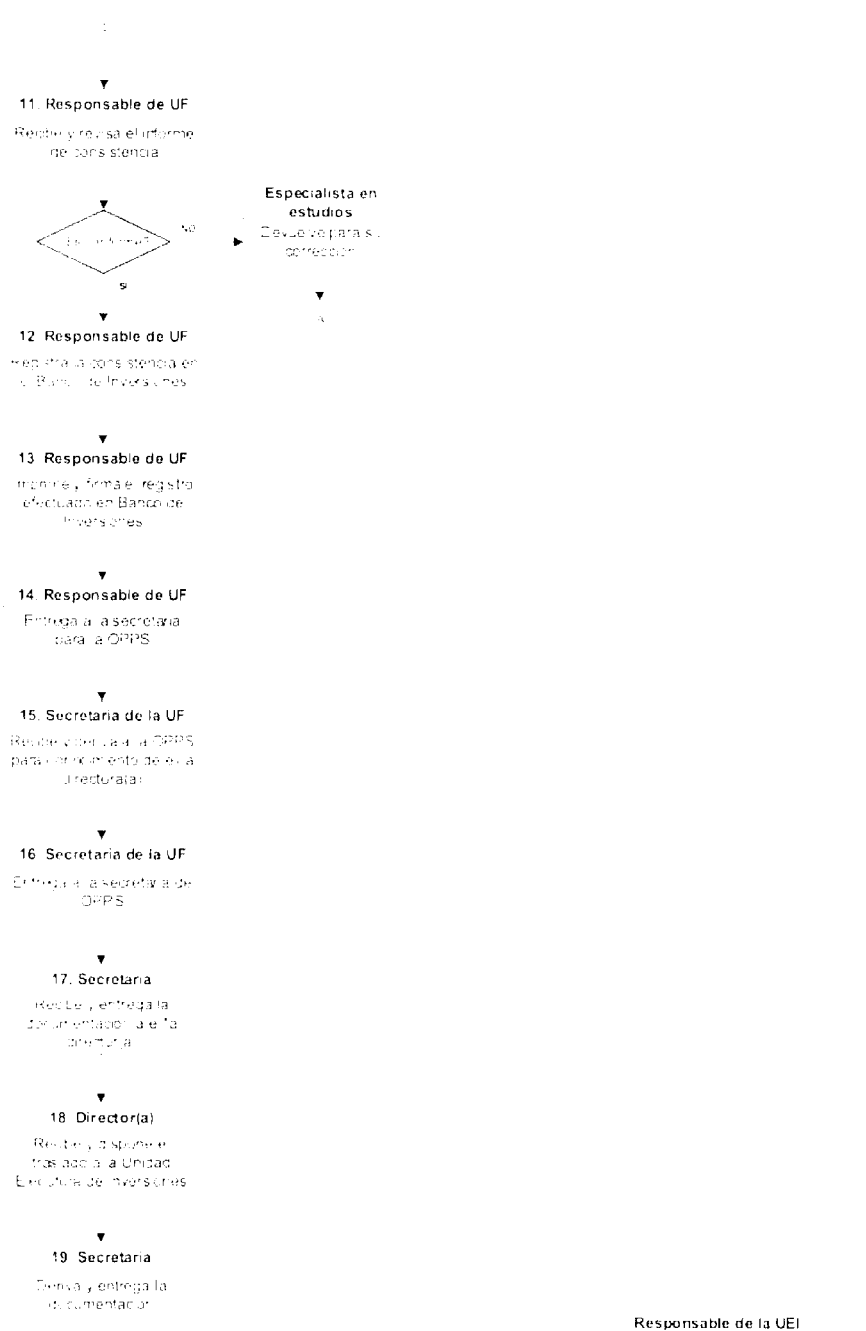 11. Responsable de UF
Recibe y revisa el informe
de consistencia
NO
SI
Especialista en
estudios
Devuelve para su
corrección
12 Responsable de UF
Registra la consistencia en
el Banco de Inversiones
13 Responsable de UF
Imprime y firma el registro
efectuado en Banco de
Inversiones
14. Responsable de UF
Entrega a la secretaria
para la OPPS
15. Secretaria de la UF
Recibe y deriva a la OPPS
para conocimiento de el/la
directora(a)
16 Secretaria de la UF
Entrega a la secretaria de
OPPS
17. Secretaria
Recibe y entrega la
documentación a el/la
18 Director(a)
Recibe y dispone el
traslado a la Unidad
Ejecutora de Inversiones
19 Secretaria
Deriva y entrega la
documentación
Responsable de la UEI